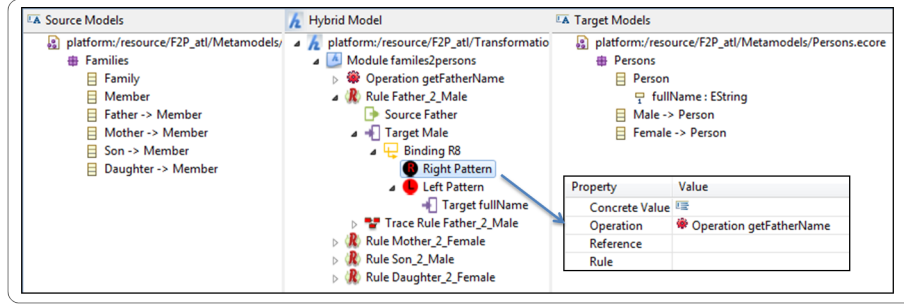 Source Models
platform:/resource/F2P_atl/Metamodels/
Families
Family
Member
Father -> Member
Mother -> Member
Son -> Member
Daughter -> Member
Hybrid Model
platform:/resource/F2P_atl/Transformatio
Module familes2persons
Operation getFatherName
Rule Father_2_Male
Source Father
Target Male
Binding R8
Right Pattern
Left Pattern
Target fullName
Trace Rule Father_2_Male
Rule Mother_2_Female
Rule Son_2_Male
Rule Daughter_2_Female
Target Models
platform:/resource/F2P_atl/Metamodels/Persons.ecore
Persons
Person
fullName : EString
Male -> Person
Female -> Person
Property Value
Concrete Value
Operation Operation getFatherName
Reference
Rule